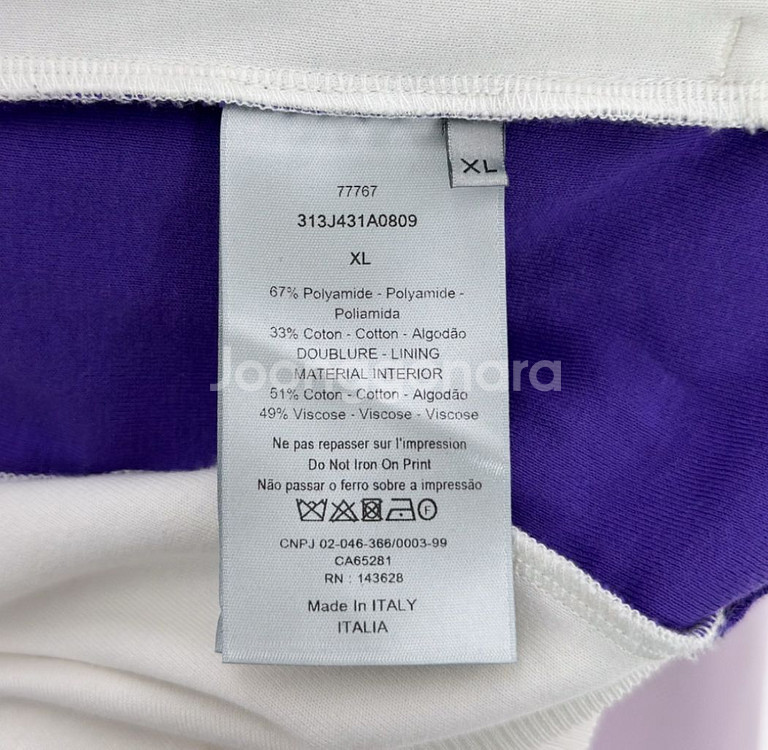 XL
77767
313J431A0809
XL
67% Polyamide - Polyamide -
Poliamida
33% Coton - Cotton - Algodão
DOUBLURE - LINING
MATERIAL INTERIOR
51% Coton - Cotton - Algodão
49% Viscose - Viscose - Viscose
Ne pas repasser sur l'impression
Do Not Iron On Print
Não passar o ferro sobre a impressão
F
CNPJ 02-046-366/0003-99
CA65281
RN : 143628
Made In ITALY
ITALIA
Joonggonara